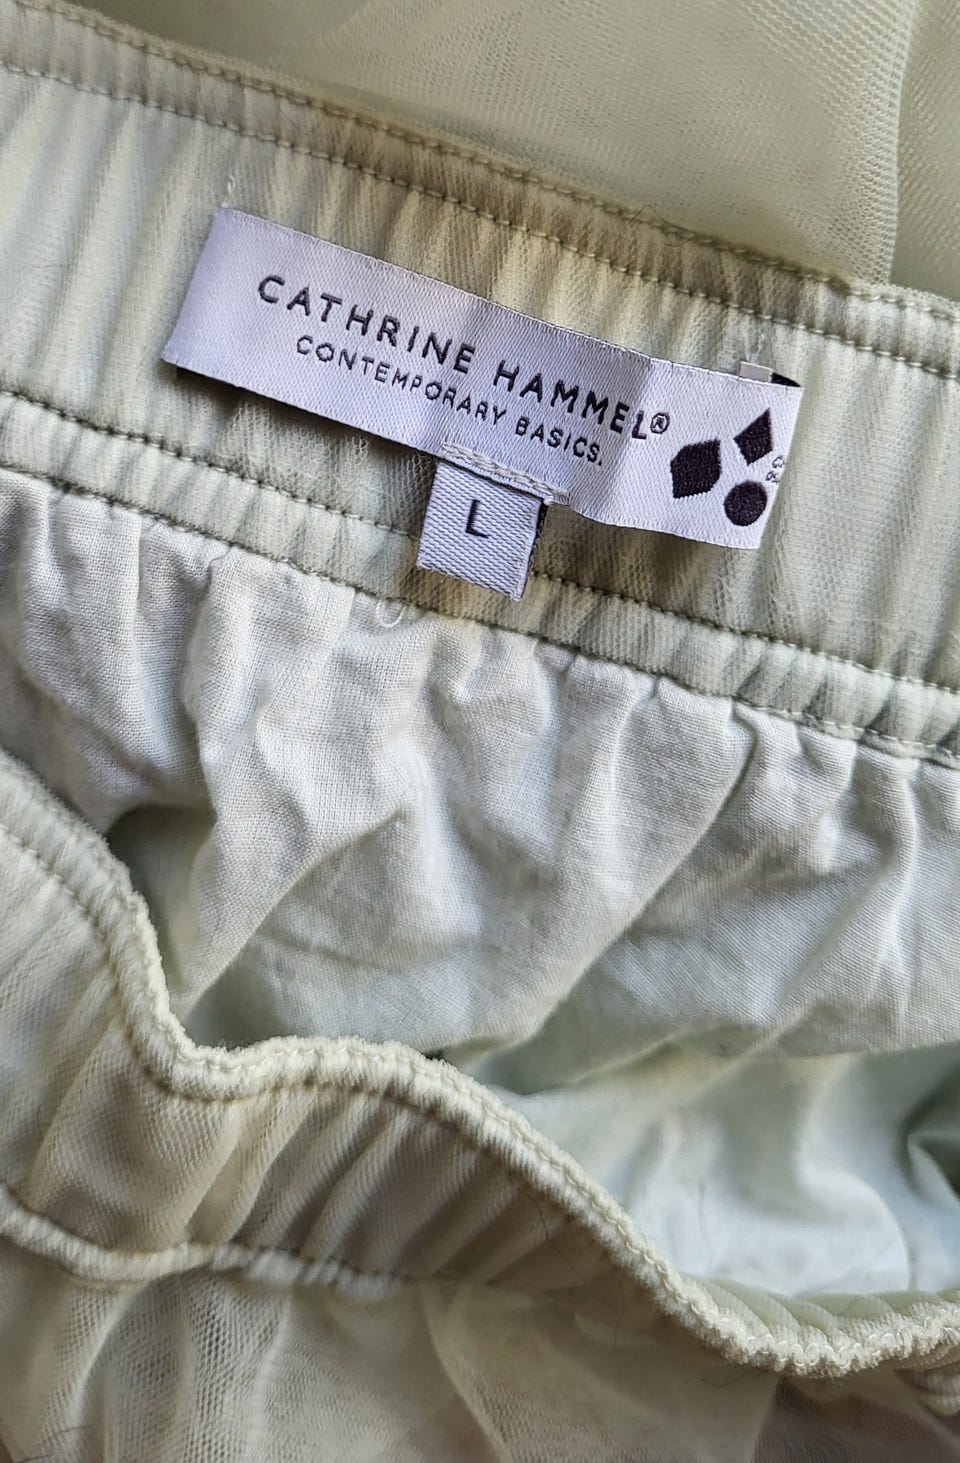 CATHRINE HAMMEL®
CONTEMPORARY BASICS.
L